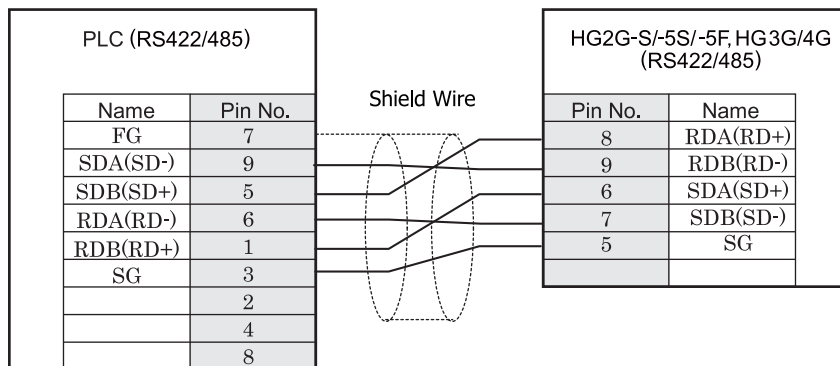 PLC (RS422/485)
Name Pin No.
FG 7
SDA(SD-) 9
SDB(SD+) 5
RDA(RD-) 6
RDB(RD+) 1
SG 3
2
4
8
Shield Wire
HG2G-S/-5S/-5F, HG3G/4G
(RS422/485)
Pin No. Name
8 RDA(RD+)
9 RDB(RD-)
6 SDA(SD+)
7 SDB(SD-)
5 SG